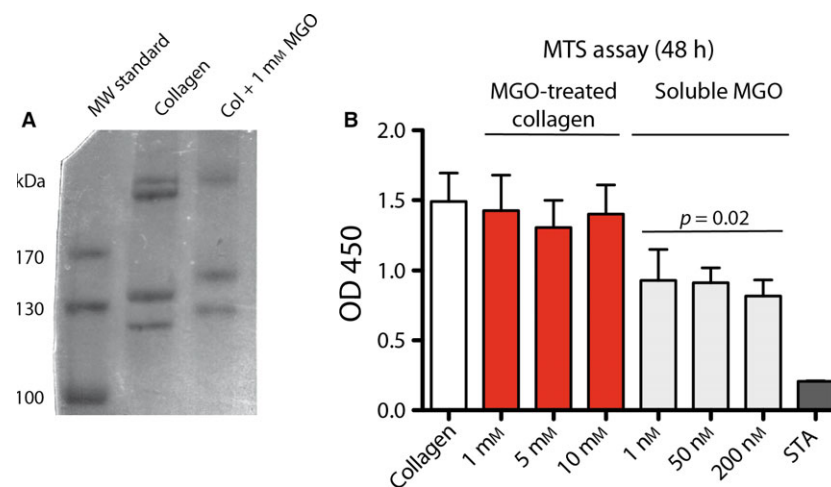 A
MW standard
Collagen
Col + 1 mM MGO
kDa
170
130
100
B
MTS assay (48 h)
MGO-treated
collagen
Soluble MGO
p = 0.02
OD 450
2.0
1.5
1.0
0.5
0.0
Collagen
1 mM
5 mM
10 mM
1 nM
50 nM
200 nM
STA